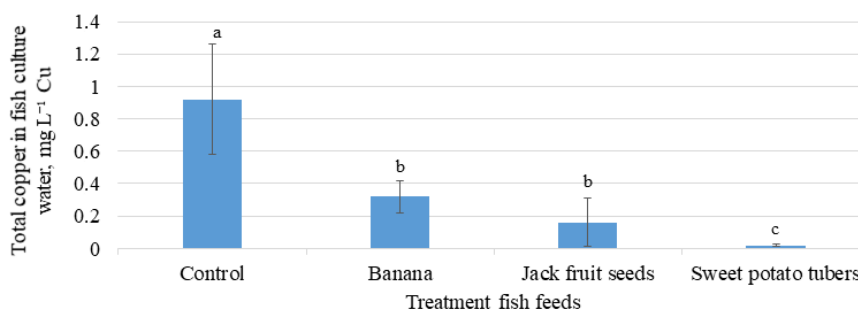 Total copper in fish culture
water, mg L⁻¹ Cu
1.4
1.2
1
0.8
0.6
0.4
0.2
0
a
b
b
c
Control Banana Jack fruit seeds Sweet potato tubers
Treatment fish feeds